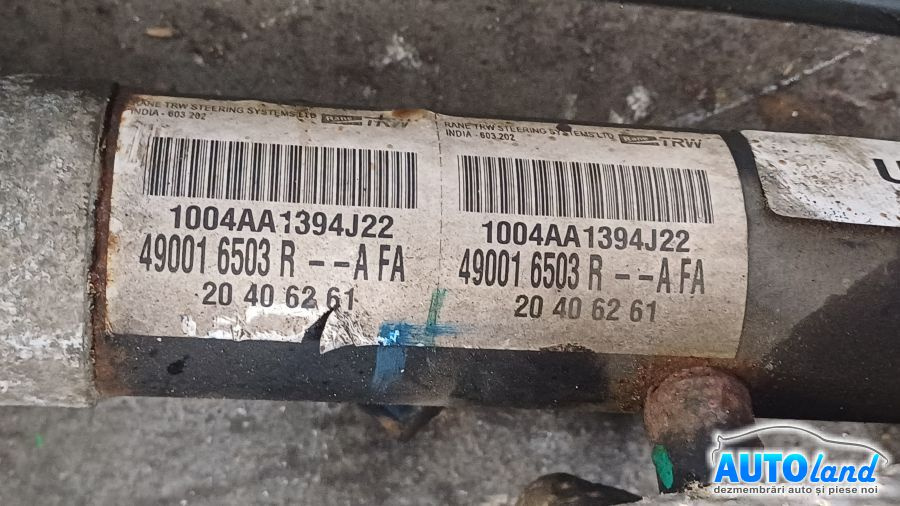 RANE TRW STEERING SYSTEMS LTD
INDIA - 603 202
RANE TRW
1004AA1394J22
49001 6503 R --A FA
20 40 62 61
RANE TRW STEERING SYSTEMS LTD
INDIA - 603 202
RANE TRW
1004AA1394J22
49001 6503 R --A FA
20 40 62 61
AUTOland
dezmembrări auto și piese noi